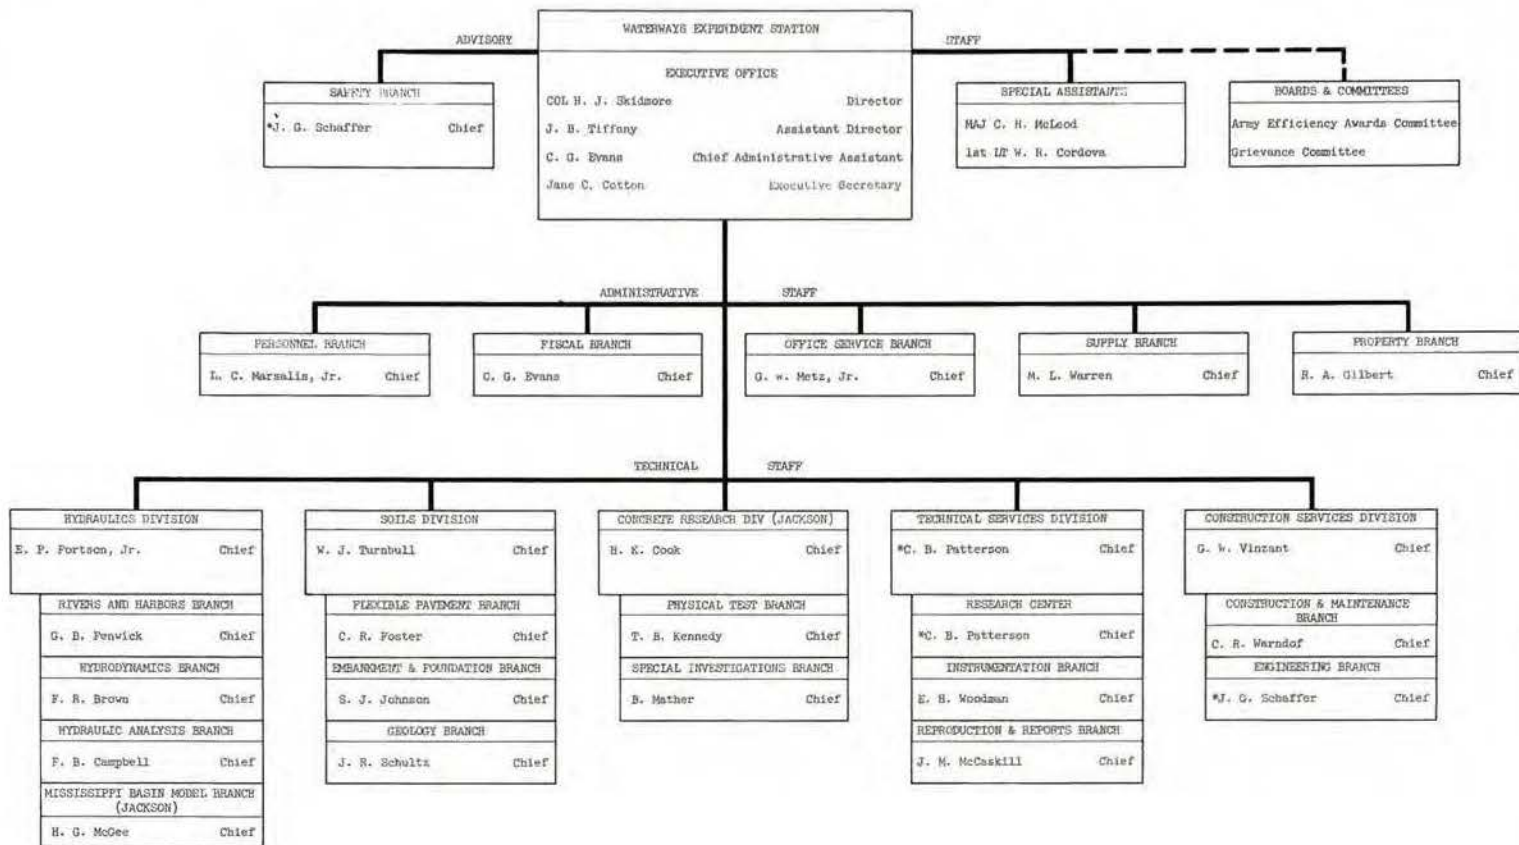 WATERWAYS EXPERIMENT STATION
ADVISORY
STAFF
EXECUTIVE OFFICE
COL H. J. Skidmore Director
J. B. Tiffany Assistant Director
C. G. Evans Chief Administrative Assistant
Jane C. Cotton Executive Secretary
SAFETY BRANCH
*J. G. Schaffer Chief
SPECIAL ASSISTANTS
MAJ C. H. McLeod
1st LT W. R. Cordova
BOARDS & COMMITTEES
Army Efficiency Awards Committee
Grievance Committee
ADMINISTRATIVE STAFF
PERSONNEL BRANCH
L. C. Marsalis, Jr. Chief
FISCAL BRANCH
C. G. Evans Chief
OFFICE SERVICE BRANCH
G. W. Metz, Jr. Chief
SUPPLY BRANCH
M. L. Warren Chief
PROPERTY BRANCH
R. A. Gilbert Chief
TECHNICAL STAFF
HYDRAULICS DIVISION
E. P. Fortson, Jr. Chief
RIVERS AND HARBORS BRANCH
G. B. Fenwick Chief
HYDRODYNAMICS BRANCH
F. R. Brown Chief
HYDRAULIC ANALYSIS BRANCH
F. B. Campbell Chief
MISSISSIPPI BASIN MODEL BRANCH
(JACKSON)
H. G. McGee Chief
SOILS DIVISION
W. J. Turnbull Chief
FLEXIBLE PAVEMENT BRANCH
C. R. Foster Chief
EMBANKMENT & FOUNDATION BRANCH
S. J. Johnson Chief
GEOLOGY BRANCH
J. R. Schultz Chief
CONCRETE RESEARCH DIV (JACKSON)
H. K. Cook Chief
PHYSICAL TEST BRANCH
T. B. Kennedy Chief
SPECIAL INVESTIGATIONS BRANCH
B. Mather Chief
TECHNICAL SERVICES DIVISION
*C. B. Patterson Chief
RESEARCH CENTER
*C. B. Patterson Chief
INSTRUMENTATION BRANCH
E. H. Woodman Chief
REPRODUCTION & REPORTS BRANCH
J. M. McCaskill Chief
CONSTRUCTION SERVICES DIVISION
G. W. Vinzant Chief
CONSTRUCTION & MAINTENANCE
BRANCH
C. R. Warndof Chief
ENGINEERING BRANCH
*J. G. Schaffer Chief